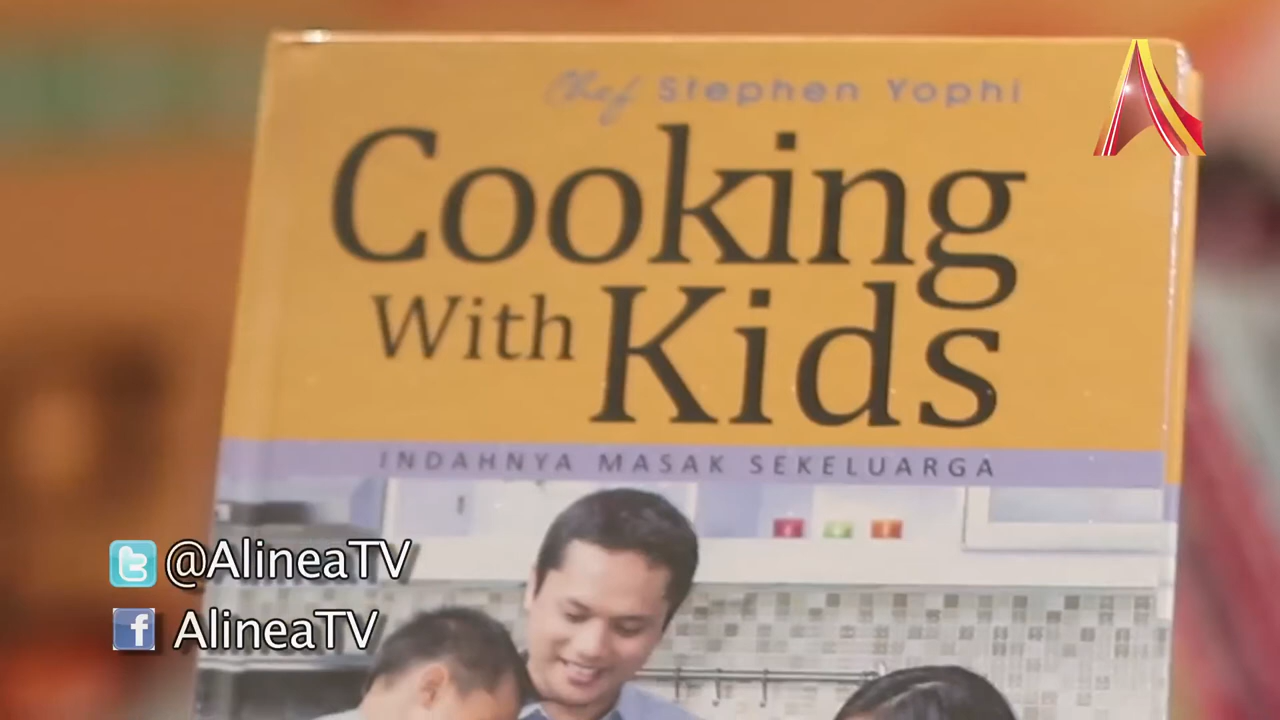 Chef Stephen Yophi
Cooking
With Kids
INDAHNYA MASAK SEKELUARGA
@AlineaTV
AlineaTV